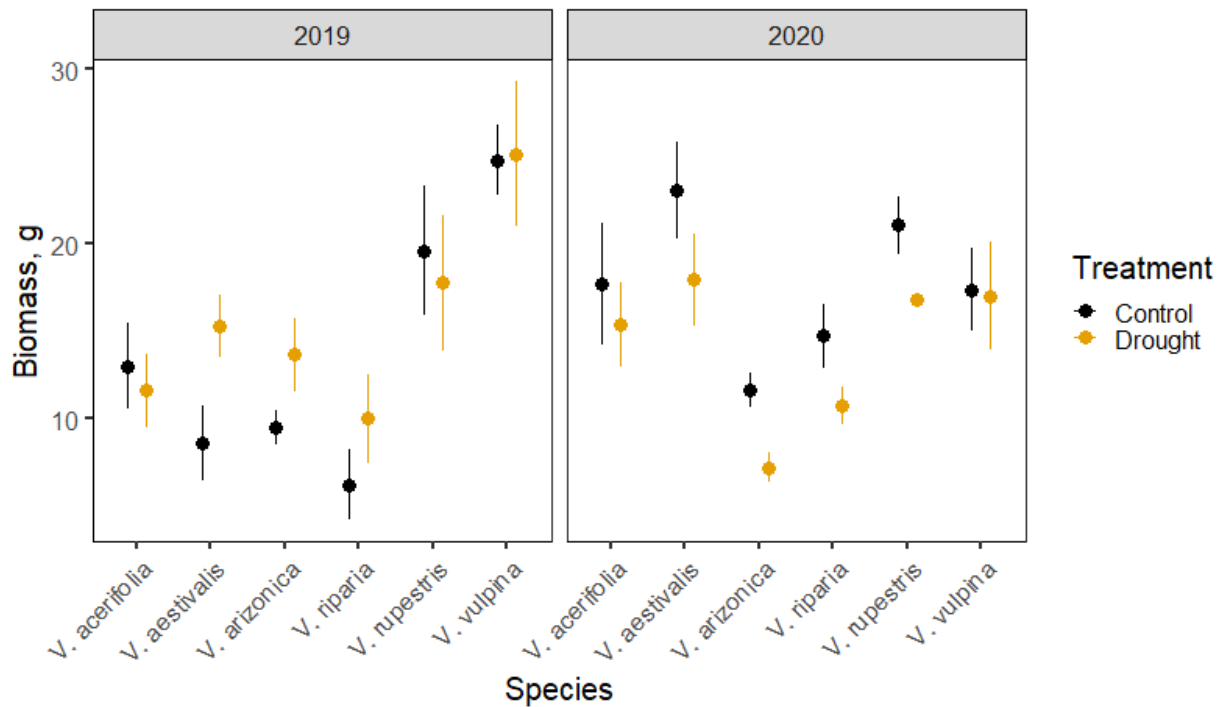 2019
2020
Biomass, g
30
20
10
V. acerifolia
V. aestivalis
V. arizonica
V. riparia
V. rupestris
V. vulpina
V. acerifolia
V. aestivalis
V. arizonica
V. riparia
V. rupestris
V. vulpina
Species
Treatment
Control
Drought